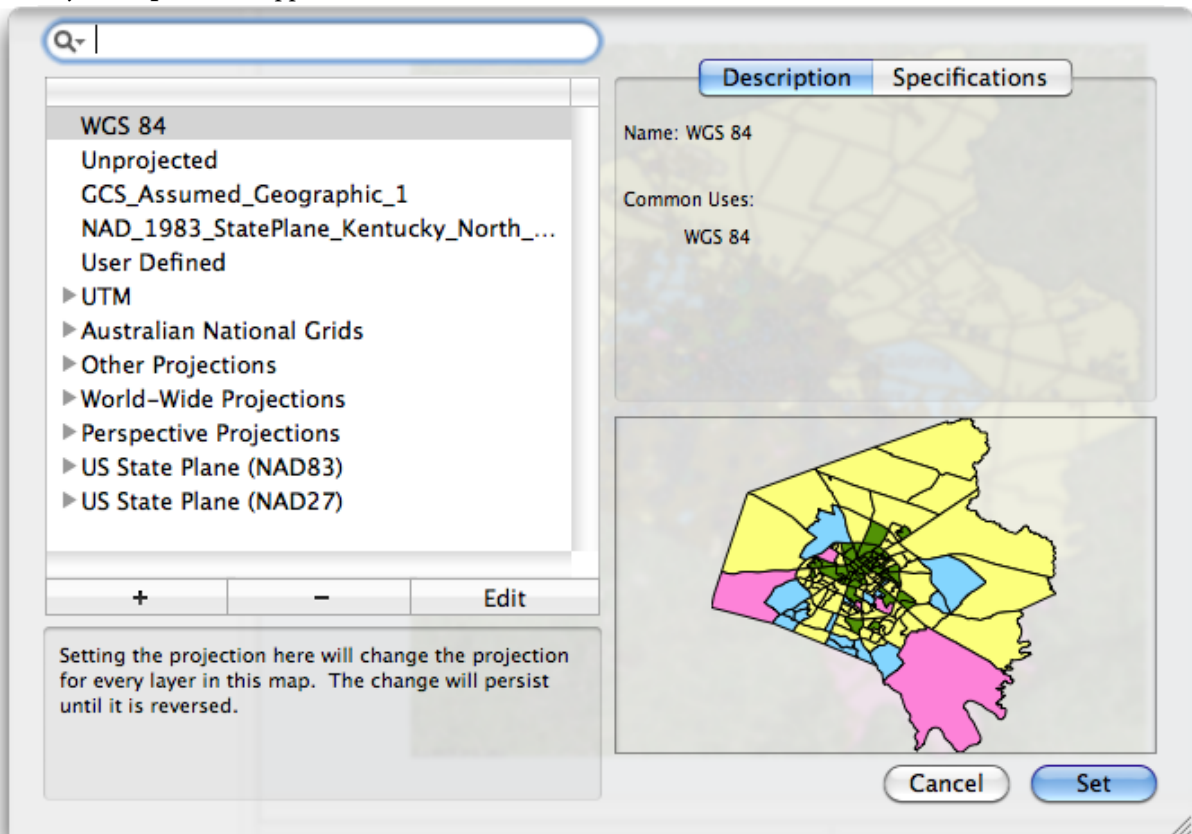 WGS 84
Unprojected
GCS_Assumed_Geographic_1
NAD_1983_StatePlane_Kentucky_North_...
User Defined
UTM
Australian National Grids
Other Projections
World-Wide Projections
Perspective Projections
US State Plane (NAD83)
US State Plane (NAD27)
+ − Edit
Setting the projection here will change the projection
for every layer in this map. The change will persist
until it is reversed.
Description Specifications
Name: WGS 84
Common Uses:
WGS 84
Cancel Set